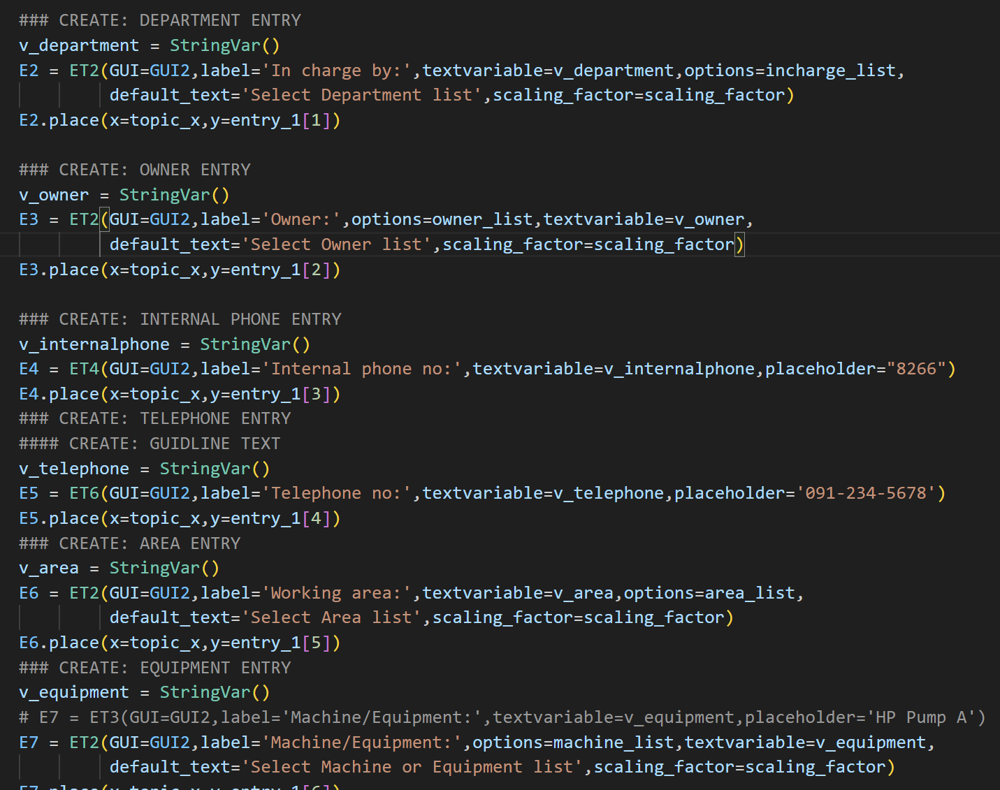 ### CREATE: DEPARTMENT ENTRY
v_department = StringVar()
E2 = ET2(GUI=GUI2,label='In charge by:',textvariable=v_department,options=incharge_list,
default_text='Select Department list',scaling_factor=scaling_factor)
E2.place(x=topic_x,y=entry_1[1])
### CREATE: OWNER ENTRY
v_owner = StringVar()
E3 = ET2(GUI=GUI2,label='Owner:',options=owner_list,textvariable=v_owner,
default_text='Select Owner list',scaling_factor=scaling_factor)
E3.place(x=topic_x,y=entry_1[2])
### CREATE: INTERNAL PHONE ENTRY
v_internalphone = StringVar()
E4 = ET4(GUI=GUI2,label='Internal phone no:',textvariable=v_internalphone,placeholder="8266")
E4.place(x=topic_x,y=entry_1[3])
### CREATE: TELEPHONE ENTRY
#### CREATE: GUIDLINE TEXT
v_telephone = StringVar()
E5 = ET6(GUI=GUI2,label='Telephone no:',textvariable=v_telephone,placeholder='091-234-5678')
E5.place(x=topic_x,y=entry_1[4])
### CREATE: AREA ENTRY
v_area = StringVar()
E6 = ET2(GUI=GUI2,label='Working area:',textvariable=v_area,options=area_list,
default_text='Select Area list',scaling_factor=scaling_factor)
E6.place(x=topic_x,y=entry_1[5])
### CREATE: EQUIPMENT ENTRY
v_equipment = StringVar()
# E7 = ET3(GUI=GUI2,label='Machine/Equipment:',textvariable=v_equipment,placeholder='HP Pump A')
E7 = ET2(GUI=GUI2,label='Machine/Equipment:',options=machine_list,textvariable=v_equipment,
default_text='Select Machine or Equipment list',scaling_factor=scaling_factor)
E7.place(x=topic_x,y=entry_1[6])